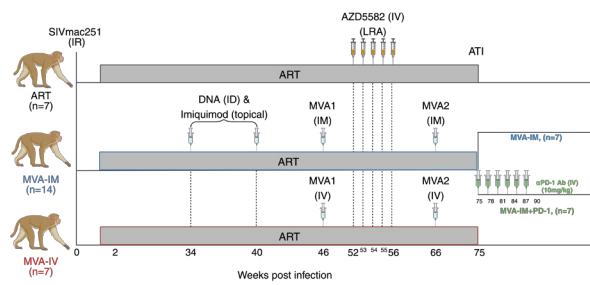 SIVmac251
(IR)
AZD5582 (IV)
(LRA)
ATI
ART
ART
(n=7)
DNA (ID) &
Imiquimod (topical)
MVA1
(IM)
MVA2
(IM)
MVA-IM, (n=7)
ART
MVA-IM
(n=14)
αPD-1 Ab (IV)
(10mg/kg)
75 78 81 84 87 90
MVA-IM+PD-1, (n=7)
MVA1
(IV)
MVA2
(IV)
ART
MVA-IV
(n=7)
0 2 34 40 46 52 53 54 55 56 66 75
Weeks post infection